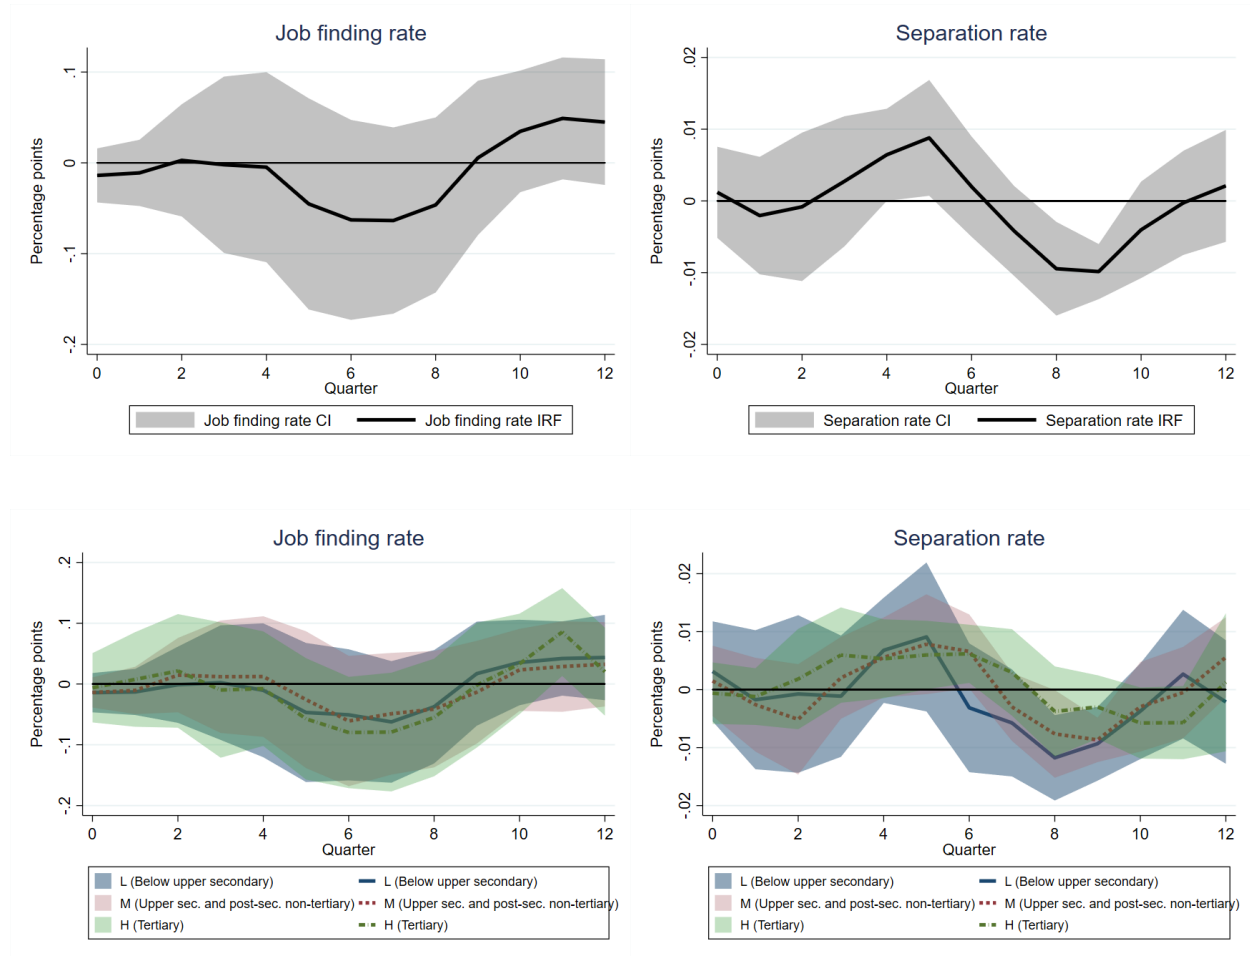 Job finding rate
Percentage points
.1
0
-.1
-.2
0 2 4 6 8 10 12
Quarter
Job finding rate CI Job finding rate IRF
Separation rate
Percentage points
.02
.01
0
-.01
-.02
0 2 4 6 8 10 12
Quarter
Separation rate CI Separation rate IRF
Job finding rate
Percentage points
.2
.1
0
-.1
-.2
0 2 4 6 8 10 12
Quarter
L (Below upper secondary) L (Below upper secondary)
M (Upper sec. and post-sec. non-tertiary) M (Upper sec. and post-sec. non-tertiary)
H (Tertiary) H (Tertiary)
Separation rate
Percentage points
.02
.01
0
-.01
-.02
0 2 4 6 8 10 12
Quarter
L (Below upper secondary) L (Below upper secondary)
M (Upper sec. and post-sec. non-tertiary) M (Upper sec. and post-sec. non-tertiary)
H (Tertiary) H (Tertiary)